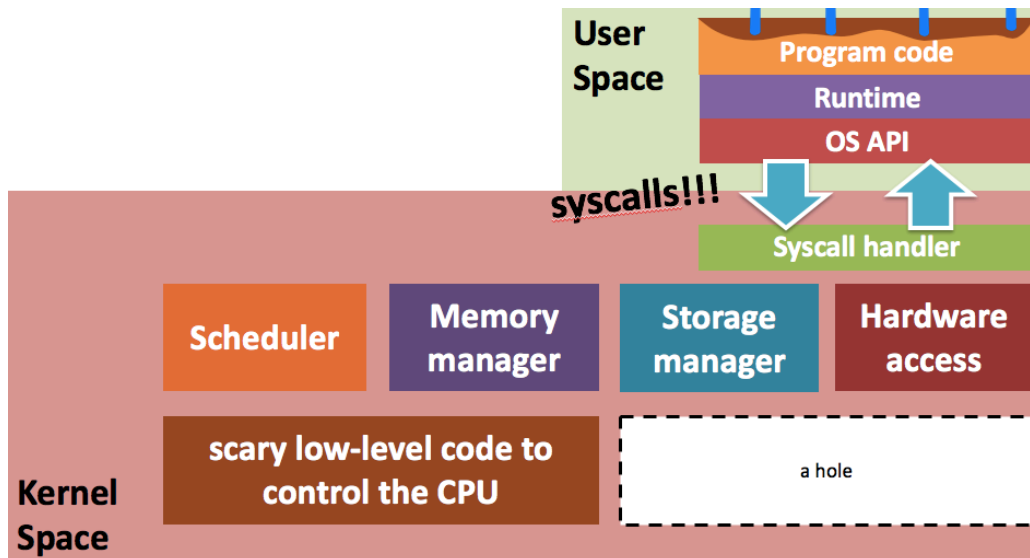 User
Space
Program code
Runtime
OS API
syscalls!!!
Syscall handler
Scheduler
Memory
manager
Storage
manager
Hardware
access
scary low-level code to
control the CPU
a hole
Kernel
Space